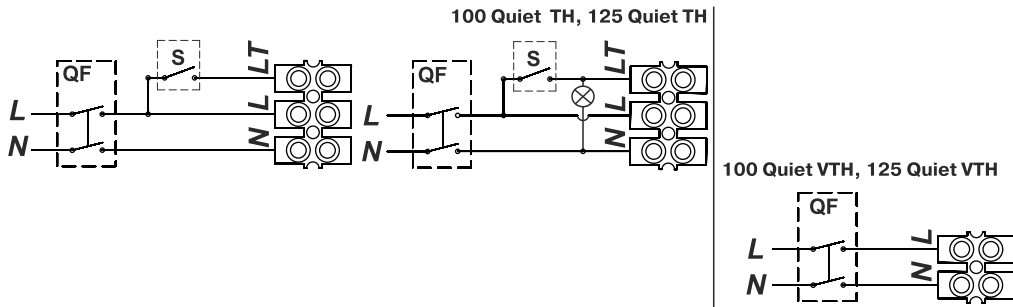 100 Quiet TH, 125 Quiet TH
QF
S
LT
L
L
N
N
QF
S
LT
L
L
N
N
100 Quiet VTH, 125 Quiet VTH
QF
L
L
N
N